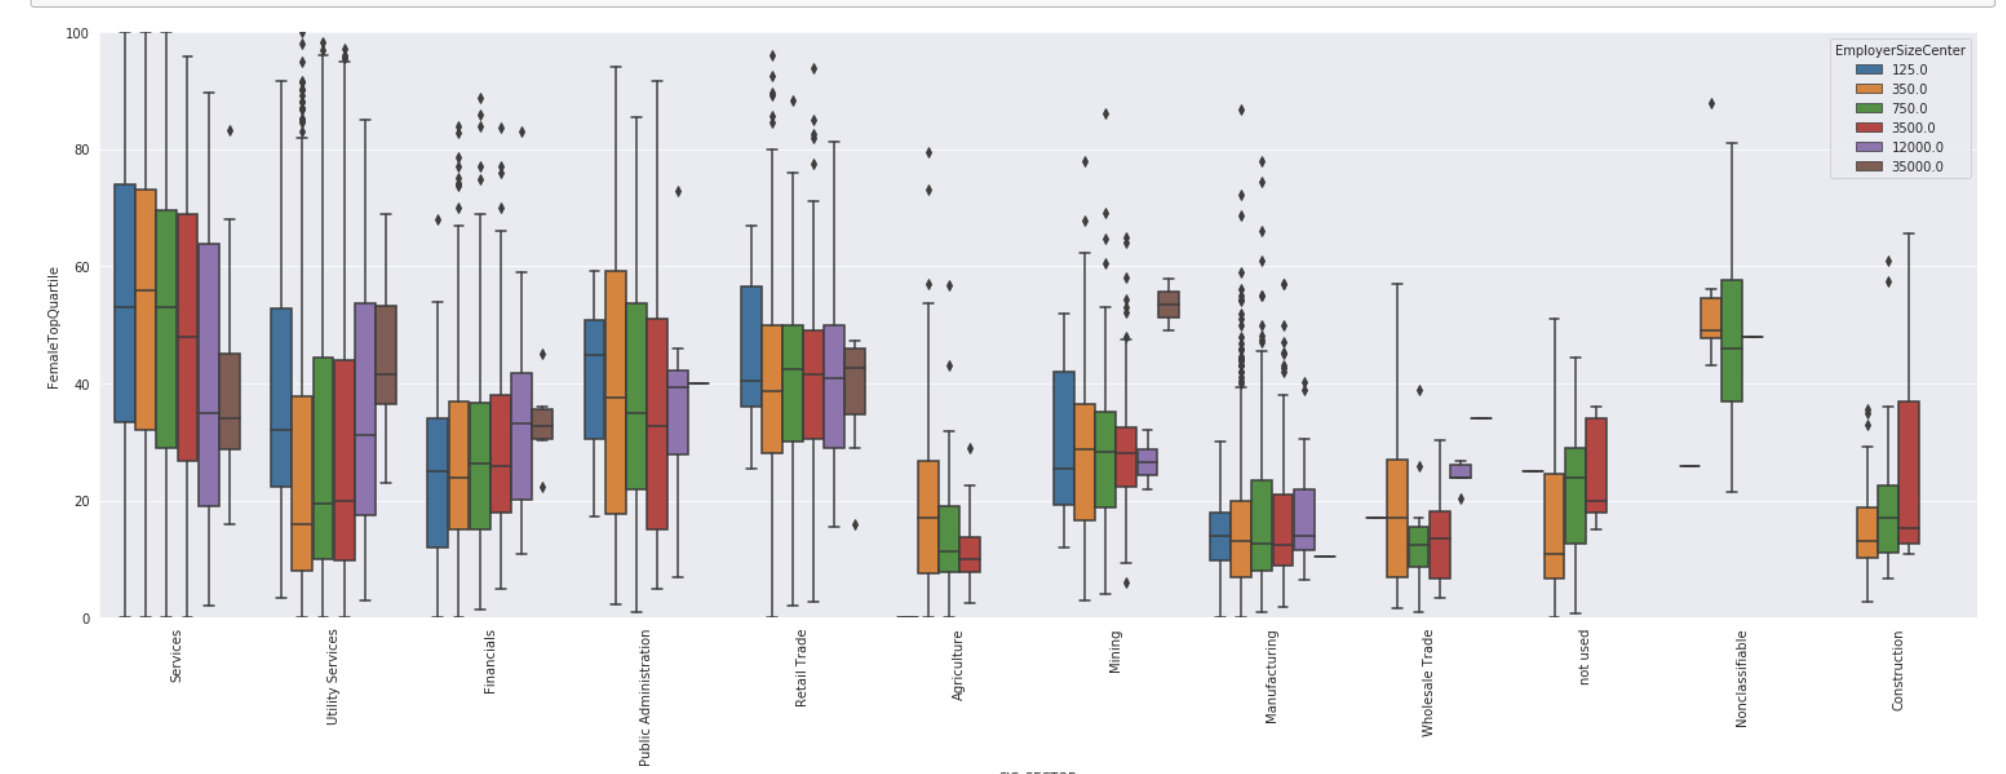 100
80
60
40
20
0
FemaleTopQuartile
EmployerSizeCenter
125.0
350.0
750.0
3500.0
12000.0
35000.0
Services
Utility Services
Financials
Public Administration
Retail Trade
Agriculture
Mining
Manufacturing
Wholesale Trade
not used
Nonclassifiable
Construction